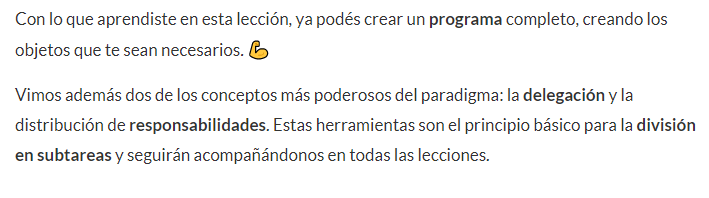 Con lo que aprendiste en esta lección, ya podés crear un programa completo, creando los
objetos que te sean necesarios. 💪
Vimos además dos de los conceptos más poderosos del paradigma: la delegación y la
distribución de responsabilidades. Estas herramientas son el principio básico para la división
en subtareas y seguirán acompañándonos en todas las lecciones.